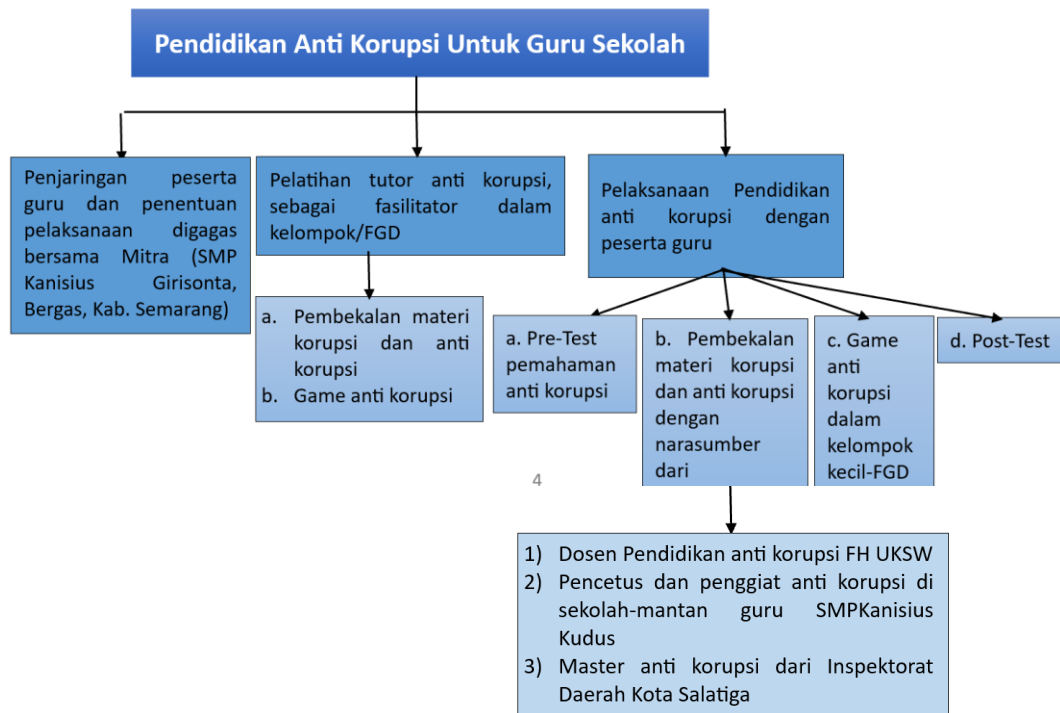 Pendidikan Anti Korupsi Untuk Guru Sekolah
Penjaringan peserta
guru dan penentuan
pelaksanaan digagas
bersama Mitra (SMP
Kanisius Girisonta,
Bergas, Kab. Semarang)
Pelatihan tutor anti korupsi,
sebagai fasilitator dalam
kelompok/FGD
a. Pembekalan materi
korupsi dan anti
korupsi
b. Game anti korupsi
Pelaksanaan Pendidikan
anti korupsi dengan
peserta guru
a. Pre-Test
pemahaman
anti korupsi
b. Pembekalan
materi korupsi
dan anti korupsi
dengan
narasumber
dari
c. Game
anti
korupsi
dalam
kelompok
kecil-FGD
d. Post-Test
4
1) Dosen Pendidikan anti korupsi FH UKSW
2) Pencetus dan penggiat anti korupsi di
sekolah-mantan guru SMPKanisius
Kudus
3) Master anti korupsi dari Inspektorat
Daerah Kota Salatiga